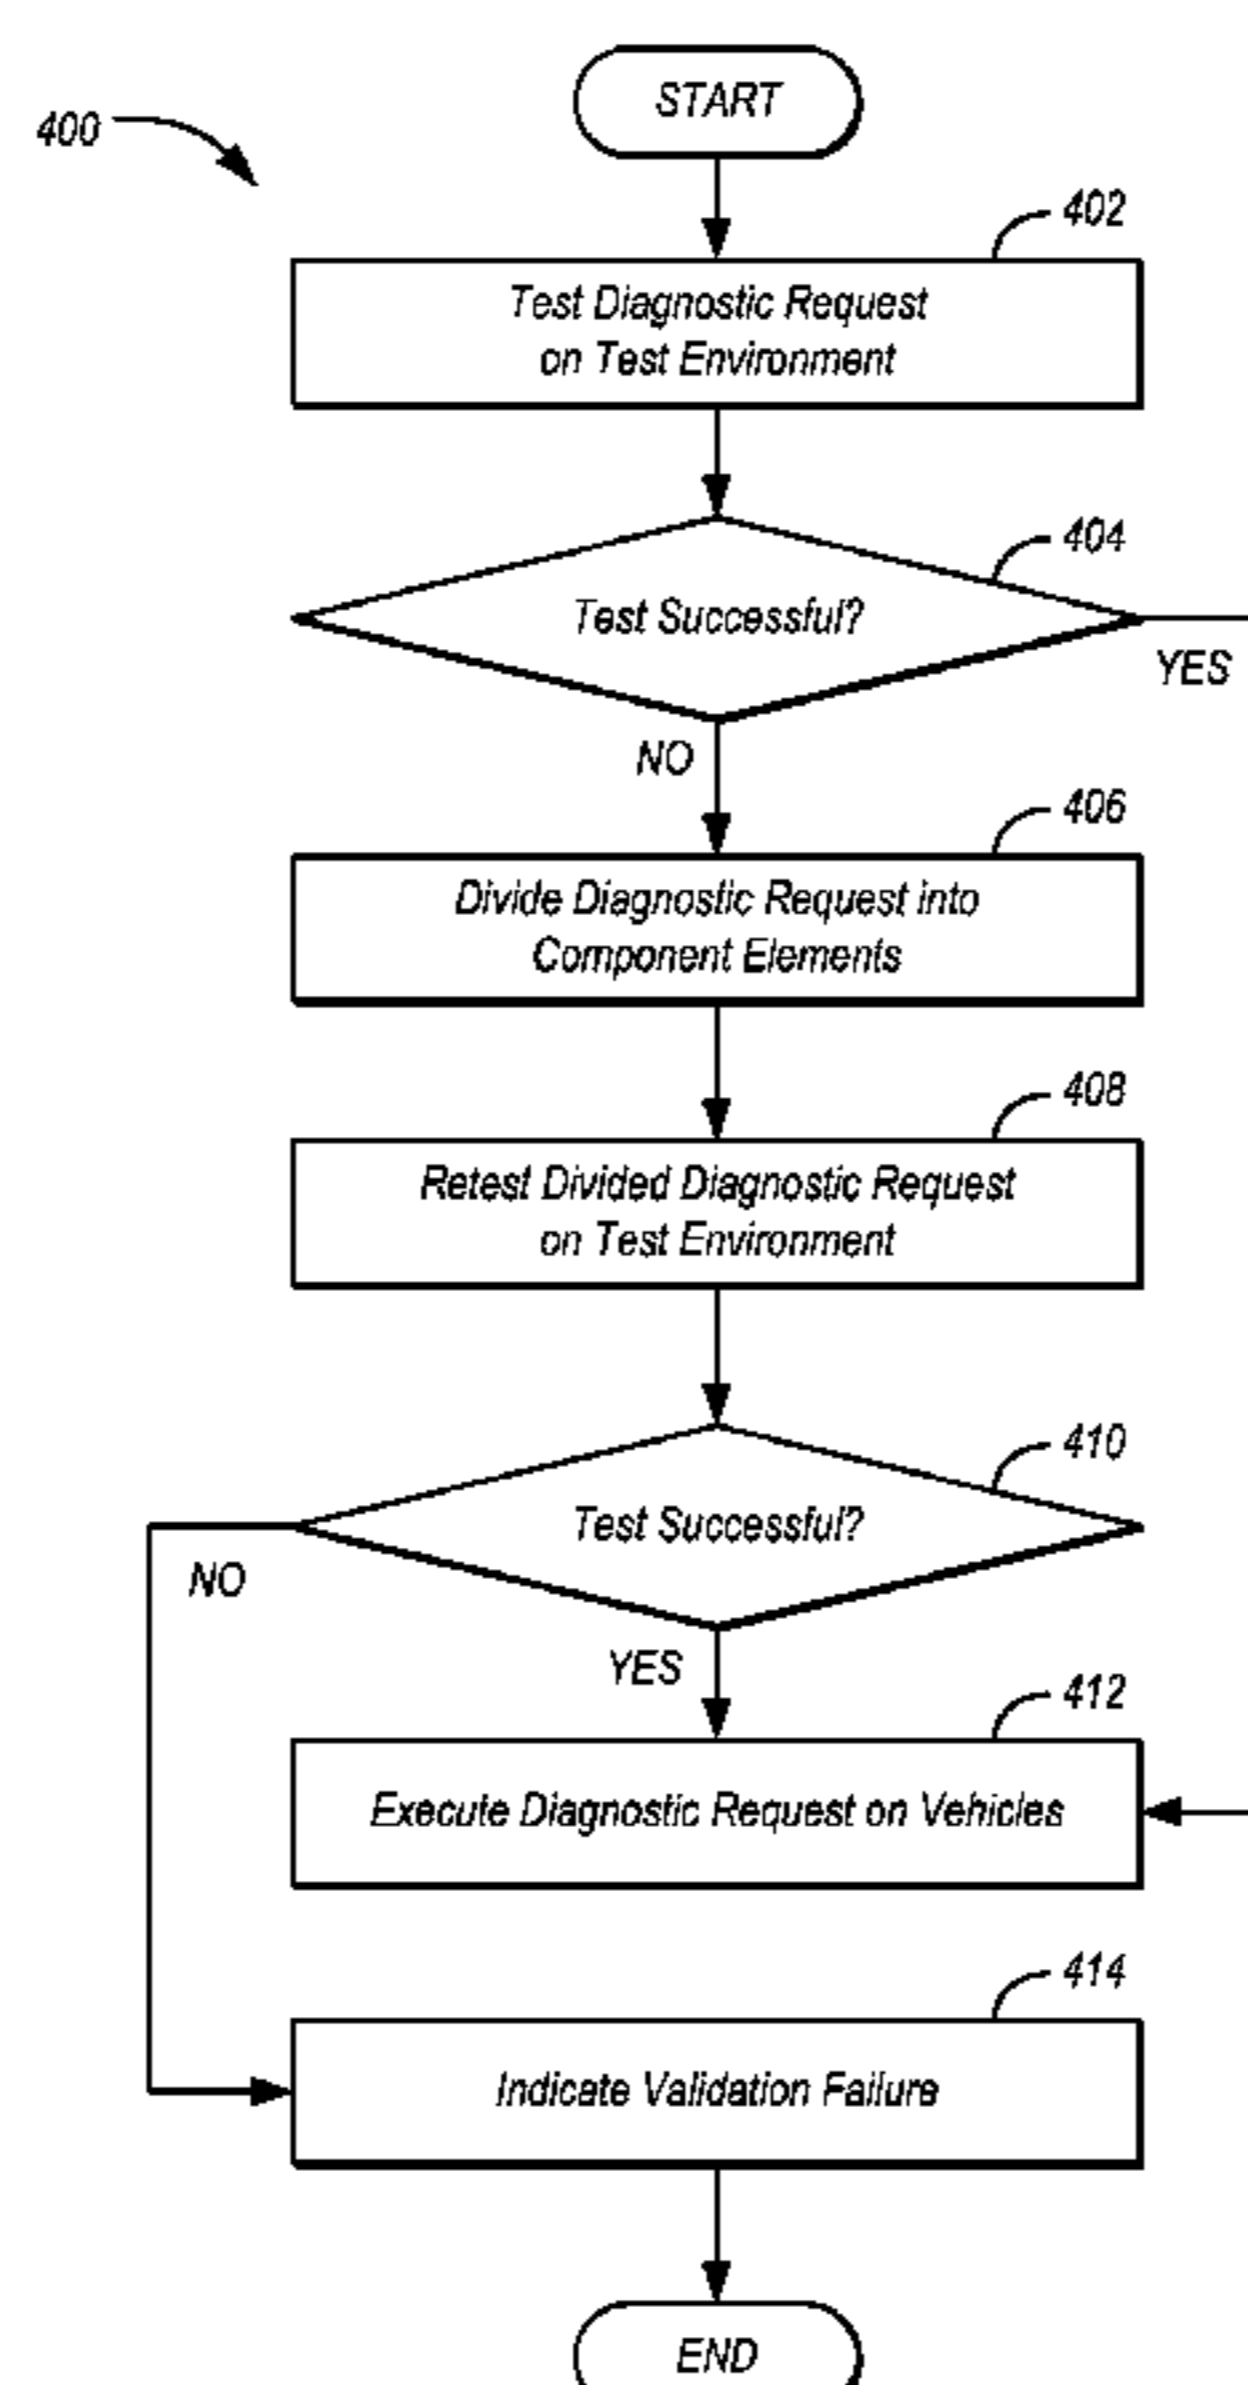 START
400
402
Test Diagnostic Request
on Test Environment
404
Test Successful?
YES
NO
406
Divide Diagnostic Request into
Component Elements
408
Retest Divided Diagnostic Request
on Test Environment
410
Test Successful?
NO
YES
412
Execute Diagnostic Request on Vehicles
414
Indicate Validation Failure
END